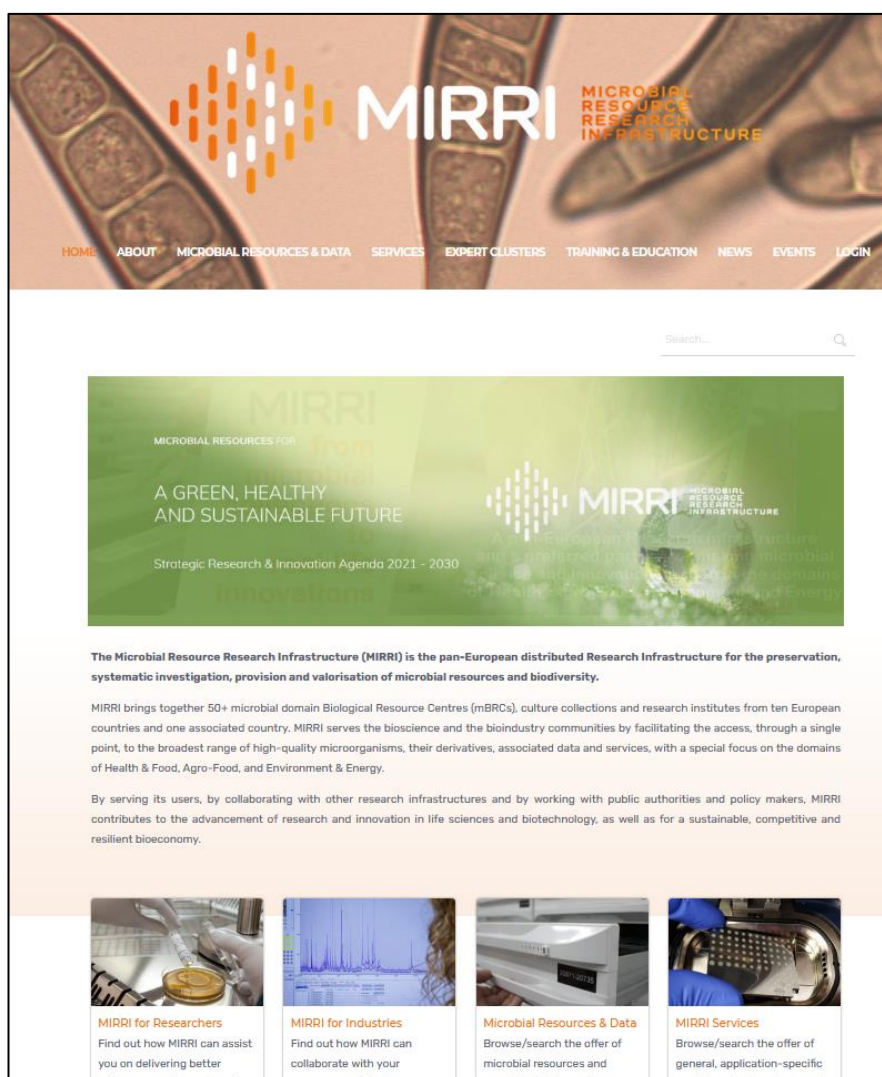 MIRRI
MICROBIAL
RESOURCE
RESEARCH
INFRASTRUCTURE
HOME ABOUT MICROBIAL RESOURCES & DATA SERVICES EXPERT CLUSTERS TRAINING & EDUCATION NEWS EVENTS LOGIN
Search...
MIRRI
from
microbial
to
innovations
MICROBIAL RESOURCES FOR
A GREEN, HEALTHY
AND SUSTAINABLE FUTURE
Strategic Research & Innovation Agenda 2021 - 2030
MIRRI
MICROBIAL
RESOURCE
RESEARCH
INFRASTRUCTURE
The Microbial Resource Research Infrastructure (MIRRI) is the pan-European distributed Research Infrastructure for the preservation,
systematic investigation, provision and valorisation of microbial resources and biodiversity.
MIRRI brings together 50+ microbial domain Biological Resource Centres (mBRCs), culture collections and research institutes from ten European
countries and one associated country. MIRRI serves the bioscience and the bioindustry communities by facilitating the access, through a single
point, to the broadest range of high-quality microorganisms, their derivatives, associated data and services, with a special focus on the domains
of Health & Food, Agro-Food, and Environment & Energy.
By serving its users, by collaborating with other research infrastructures and by working with public authorities and policy makers, MIRRI
contributes to the advancement of research and innovation in life sciences and biotechnology, as well as for a sustainable, competitive and
resilient bioeconomy.
MIRRI for Researchers
Find out how MIRRI can assist
you on delivering better
MIRRI for Industries
Find out how MIRRI can
collaborate with your
Microbial Resources & Data
Browse/search the offer of
microbial resources and
MIRRI Services
Browse/search the offer of
general, application-specific